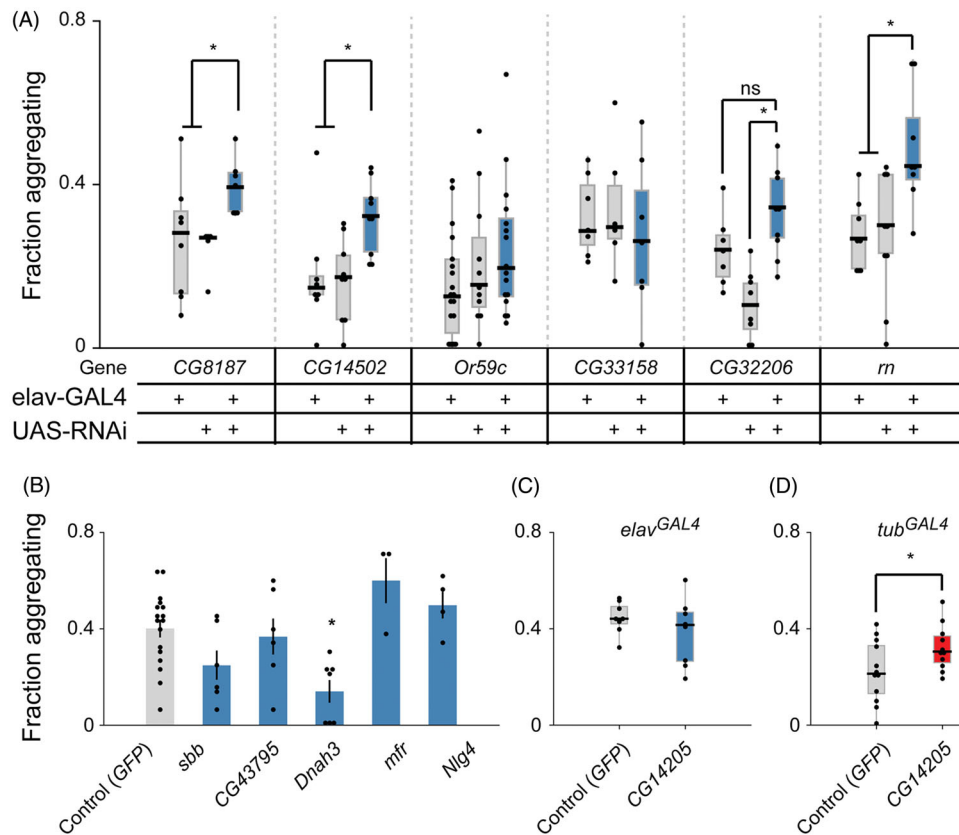 (A)
0.8
0.4
0
Fraction aggregating
*
*
ns
*
*
Gene CG8187 CG14502 Or59c CG33158 CG32206 rn
elav-GAL4 + + + + + + + + + + + +
UAS-RNAi + + + + + + + + + + + +
(B)
0.8
0.4
0
Fraction aggregating
*
Control (GFP) sbb CG43795 Dnah3 mfr Nlg4
(C)
elavGAL4
0.8
0.4
0
Control (GFP) CG14205
(D)
tubGAL4
*
0.8
0.4
0
Control (GFP) CG14205